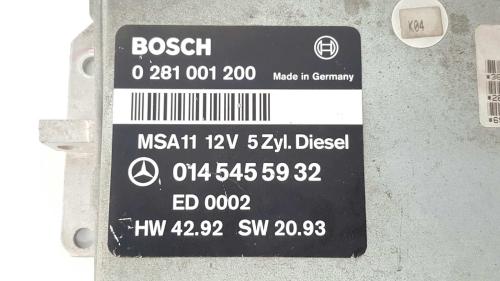 BOSCH
0 281 001 200 Made in Germany
MSA11 12V 5 Zyl. Diesel
014 545 59 32
ED 0002
HW 42.92 SW 20.93
K04